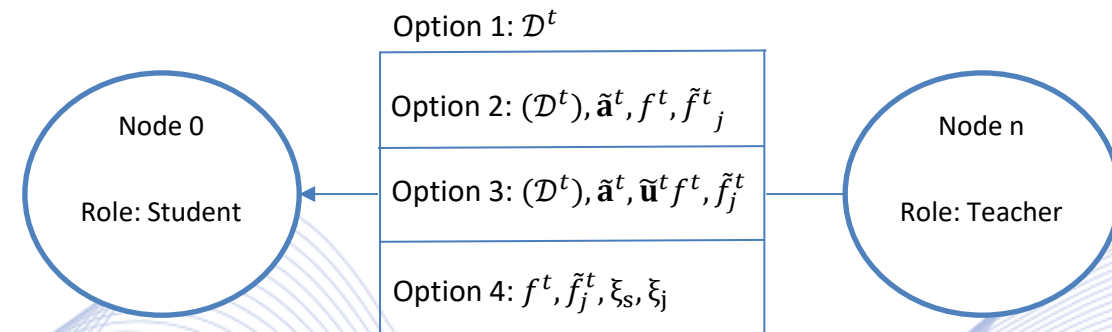 Option 1: 𝒟ᵗ
Node 0
Role: Student
Option 2: (𝒟ᵗ), 𝐚̃ᵗ, fᵗ, f̃ᵗⱼ
Option 3: (𝒟ᵗ), 𝐚̃ᵗ, 𝐮̃ᵗfᵗ, f̃ⱼᵗ
Option 4: fᵗ, f̃ⱼᵗ, ξₛ, ξⱼ
Node n
Role: Teacher